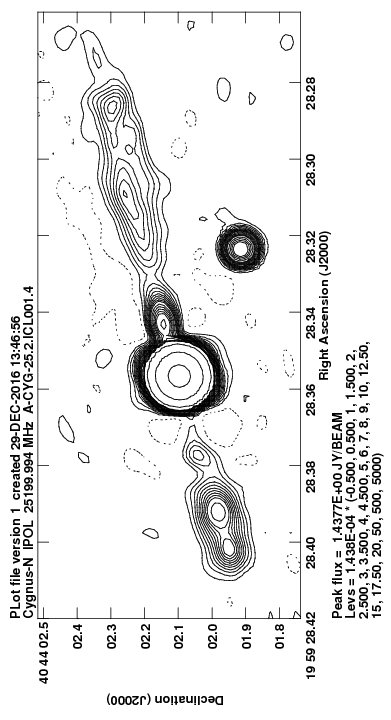 PLot file version 1 created 29-DEC-2016 13:46:56
Cygnus-N IPOL 25199.994 MHz A-CYG-25.2.ICL001.4
Declination (J2000)
40 44 02.5
02.4
02.3
02.2
02.1
02.0
01.9
01.8
19 59 28.42 28.40 28.38 28.36 28.34 28.32 28.30 28.28
Right Ascension (J2000)
Peak flux = 1.4377E+00 JY/BEAM
Levs = 1.438E-04 * (-0.500, 0.500, 1, 1.500, 2,
2.500, 3, 3.500, 4, 4.500, 5, 6, 7, 8, 9, 10, 12.50,
15, 17.50, 20, 50, 500, 5000)